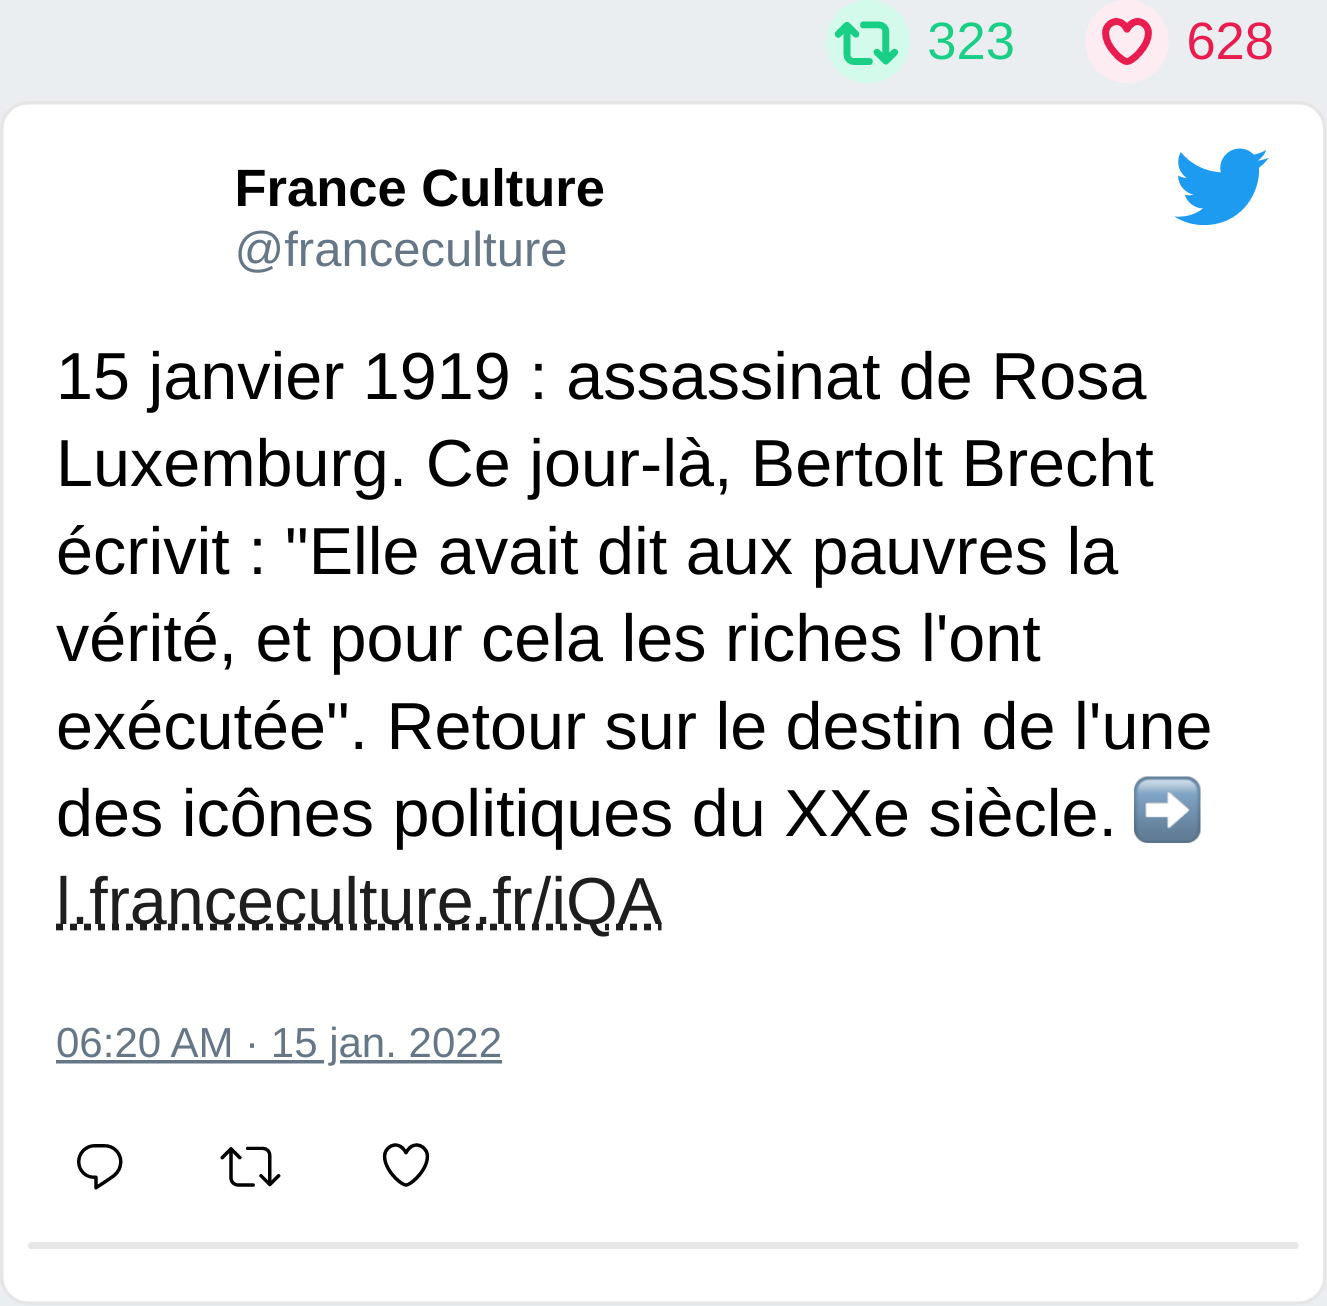 323 628
France Culture
@franceculture
15 janvier 1919 : assassinat de Rosa
Luxemburg. Ce jour-là, Bertolt Brecht
écrivit : "Elle avait dit aux pauvres la
vérité, et pour cela les riches l'ont
exécutée". Retour sur le destin de l'une
des icônes politiques du XXe siècle. ➡️
l.franceculture.fr/iQA
06:20 AM · 15 jan. 2022